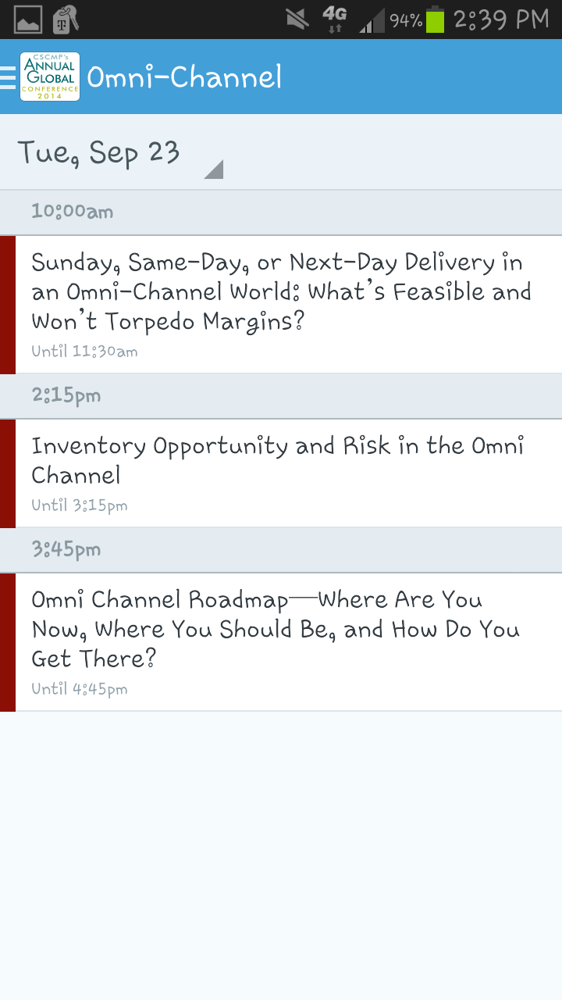 T
4G
94%
2:39 PM
CSCMP's
ANNUAL
GLOBAL
CONFERENCE
2014
Omni-Channel
Tue, Sep 23
10:00am
Sunday, Same-Day, or Next-Day Delivery in
an Omni-Channel World: What's Feasible and
Won't Torpedo Margins?
Until 11:30am
2:15pm
Inventory Opportunity and Risk in the Omni
Channel
Until 3:15pm
3:45pm
Omni Channel Roadmap—Where Are You
Now, Where You Should Be, and How Do You
Get There?
Until 4:45pm